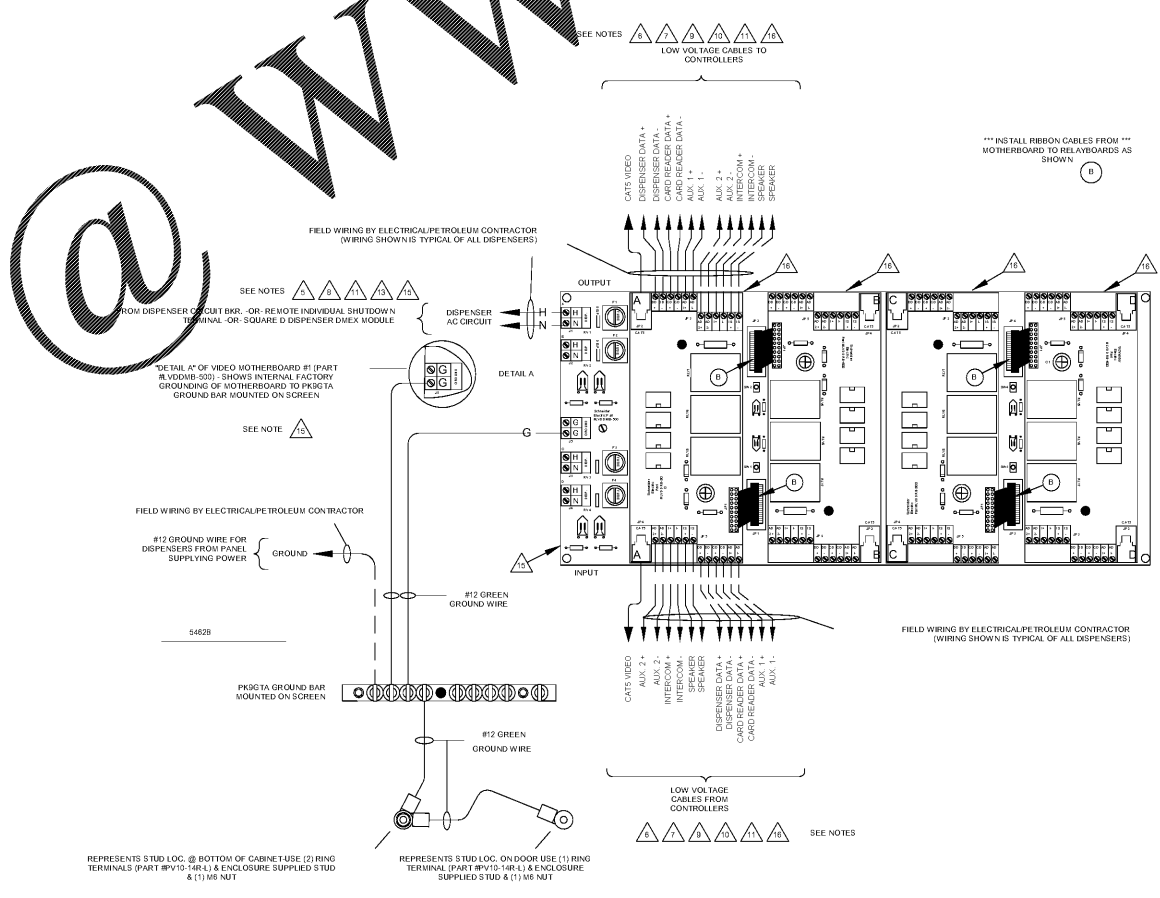 @ WWW
SEE NOTES 6 7 9 10 11 16
LOW VOLTAGE CABLES TO
CONTROLLERS
*** INSTALL RIBBON CABLES FROM ***
MOTHERBOARD TO RELAYBOARDS AS
SHOWN
B
CAT5 VIDEO
DISPENSER DATA +
DISPENSER DATA -
CARD READER DATA +
CARD READER DATA -
AUX. 1 +
AUX. 1 -
AUX. 2 +
AUX. 2 -
INTERCOM +
INTERCOM -
SPEAKER
SPEAKER
FIELD WIRING BY ELECTRICAL/PETROLEUM CONTRACTOR
(WIRING SHOWN IS TYPICAL OF ALL DISPENSERS)
16
16
16
16
OUTPUT
SEE NOTES 5 8 11 13 15
FROM DISPENSER CIRCUIT BKR. -OR- REMOTE INDIVIDUAL SHUTDOWN
TERMINAL -OR- SQUARE D DISPENSER DMEX MODULE
DISPENSER
AC CIRCUIT
H
N
H
N
H
N
A
B
C
C
"DETAIL A" OF VIDEO MOTHERBOARD #1 (PART
#LVDDMB-500) - SHOWS INTERNAL FACTORY
GROUNDING OF MOTHERBOARD TO PK9GTA
GROUND BAR MOUNTED ON SCREEN
G
G
DETAIL A
B
B
SEE NOTE 15
G
G
G
H
N
H
N
B
B
FIELD WIRING BY ELECTRICAL/PETROLEUM CONTRACTOR
#12 GROUND WIRE FOR
DISPENSERS FROM PANEL
SUPPLYING POWER
GROUND
15
A
B
C
C
INPUT
#12 GREEN
GROUND WIRE
5462B
FIELD WIRING BY ELECTRICAL/PETROLEUM CONTRACTOR
(WIRING SHOWN IS TYPICAL OF ALL DISPENSERS)
CAT5 VIDEO
AUX. 2 +
AUX. 2 -
INTERCOM +
INTERCOM -
SPEAKER
SPEAKER
DISPENSER DATA +
DISPENSER DATA -
CARD READER DATA +
CARD READER DATA -
AUX. 1 +
AUX. 1 -
PK9GTA GROUND BAR
MOUNTED ON SCREEN
#12 GREEN
GROUND WIRE
LOW VOLTAGE
CABLES FROM
CONTROLLERS
6 7 9 10 11 16 SEE NOTES
REPRESENTS STUD LOC. @ BOTTOM OF CABINET-USE (2) RING
TERMINALS (PART #PV10-14R-L) & ENCLOSURE SUPPLIED STUD
& (1) M6 NUT
REPRESENTS STUD LOC. ON DOOR USE (1) RING
TERMINAL (PART #PV10-14R-L) & ENCLOSURE
SUPPLIED STUD & (1) M6 NUT